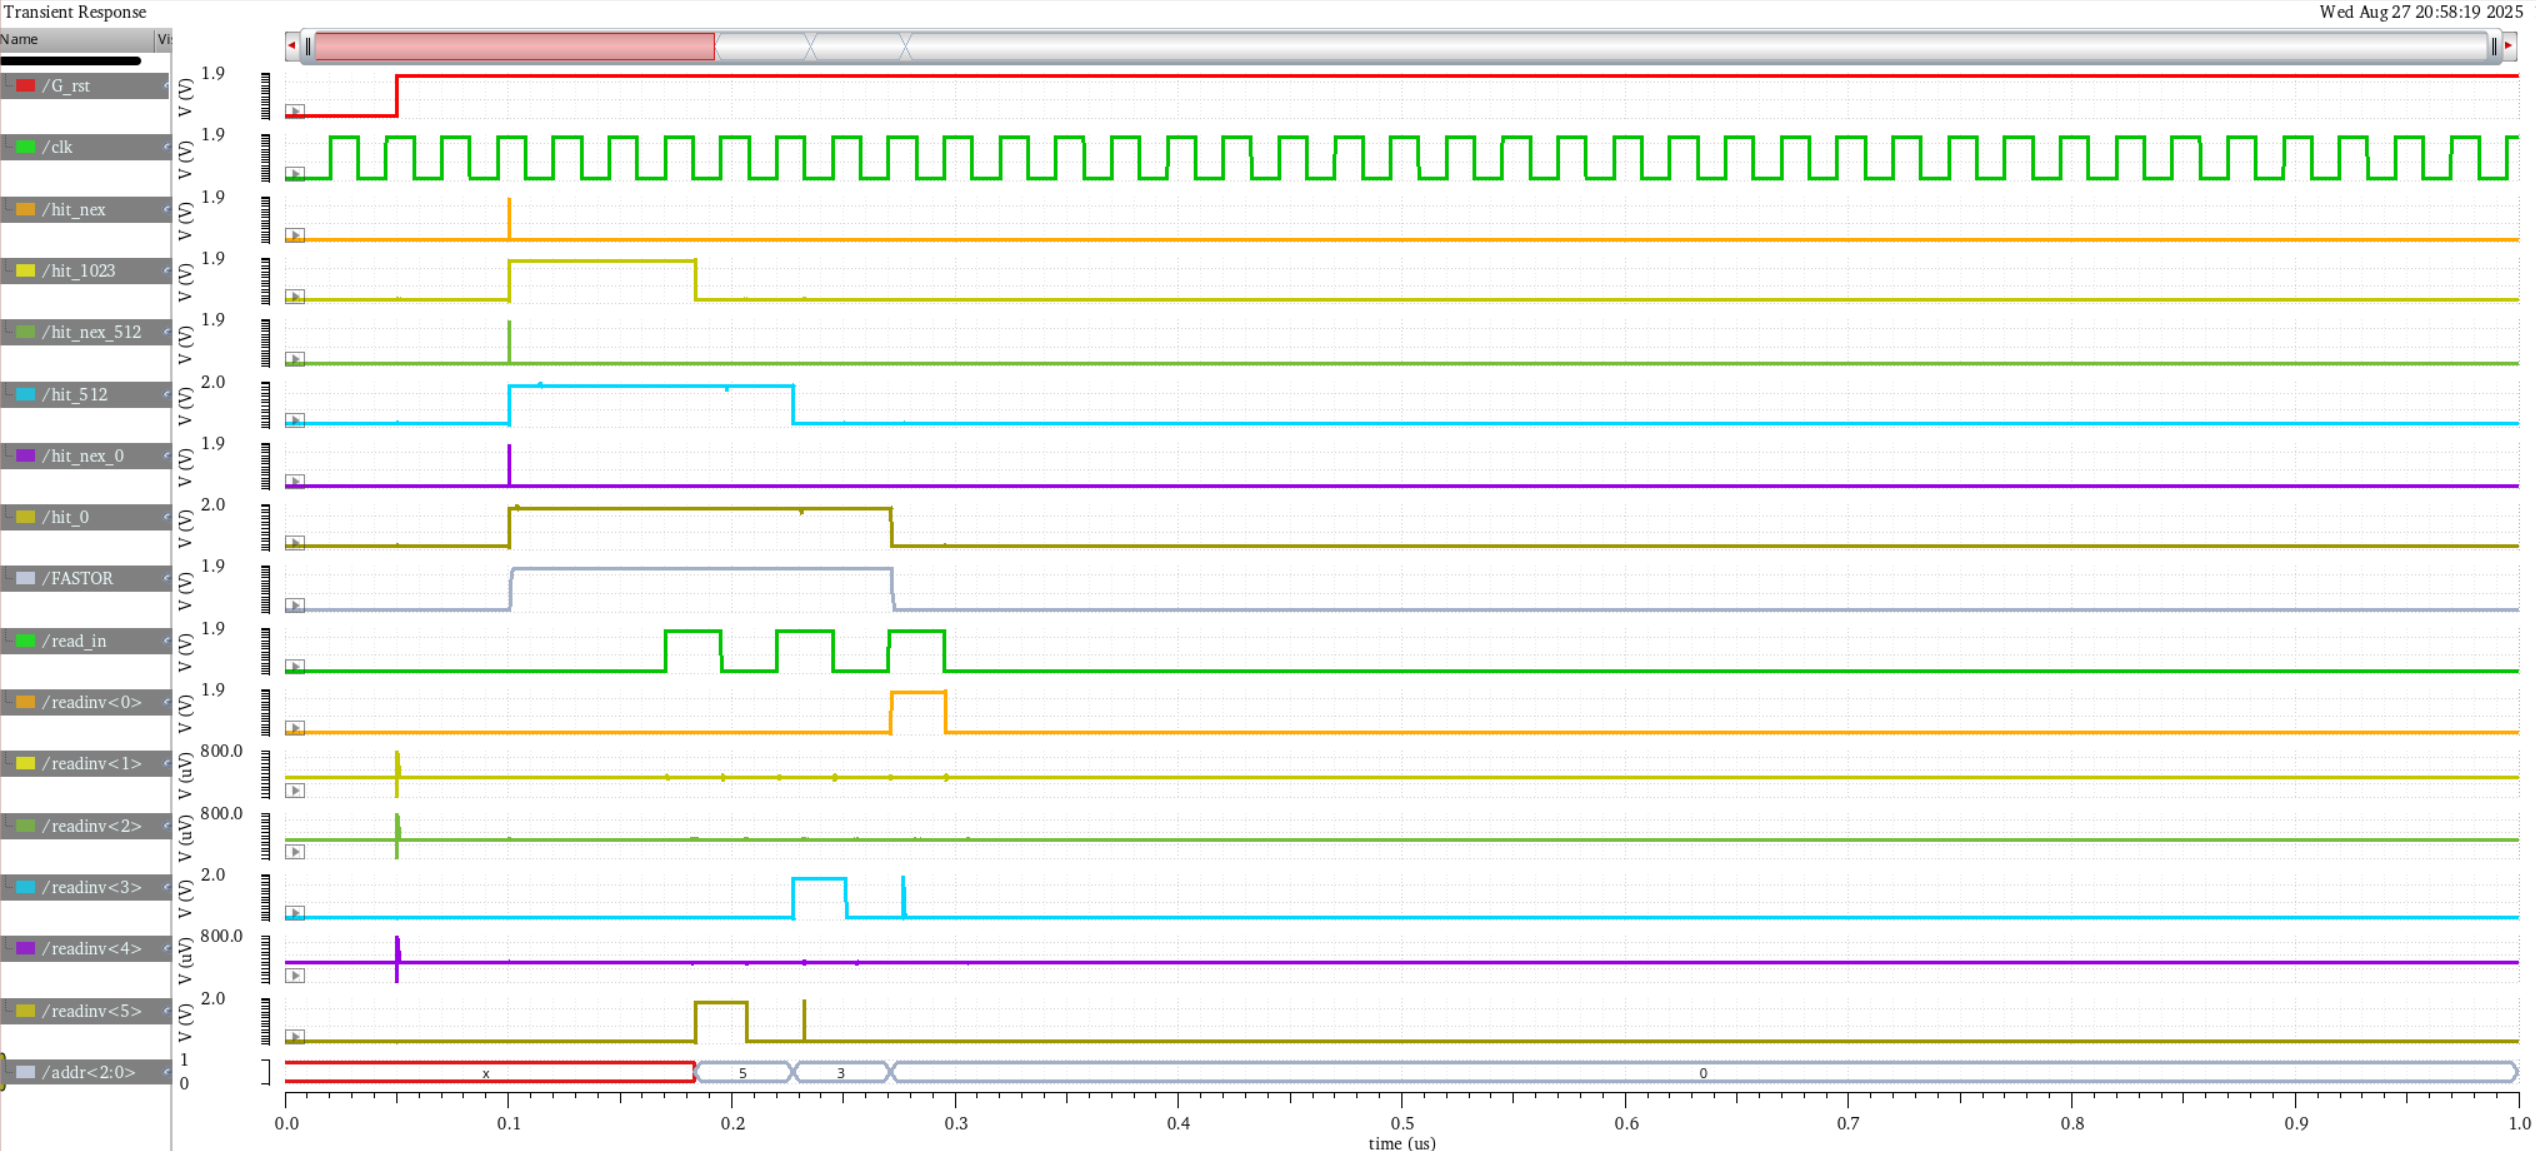 Transient Response
Wed Aug 27 20:58:19 2025
Name Vi
/G_rst 1.9 V (V)
/clk 1.9 V (V)
/hit_nex 1.9 V (V)
/hit_1023 1.9 V (V)
/hit_nex_512 1.9 V (V)
/hit_512 2.0 V (V)
/hit_nex_0 1.9 V (V)
/hit_0 2.0 V (V)
/FASTOR 1.9 V (V)
/read_in 1.9 V (V)
/readinv<0> 1.9 V (V)
/readinv<1> 800.0 V (uV)
/readinv<2> 800.0 V (uV)
/readinv<3> 2.0 V (V)
/readinv<4> 800.0 V (uV)
/readinv<5> 2.0 V (V)
/addr<2:0> 1 0 x 5 3 0
0.0 0.1 0.2 0.3 0.4 0.5 0.6 0.7 0.8 0.9 1.0
time (us)